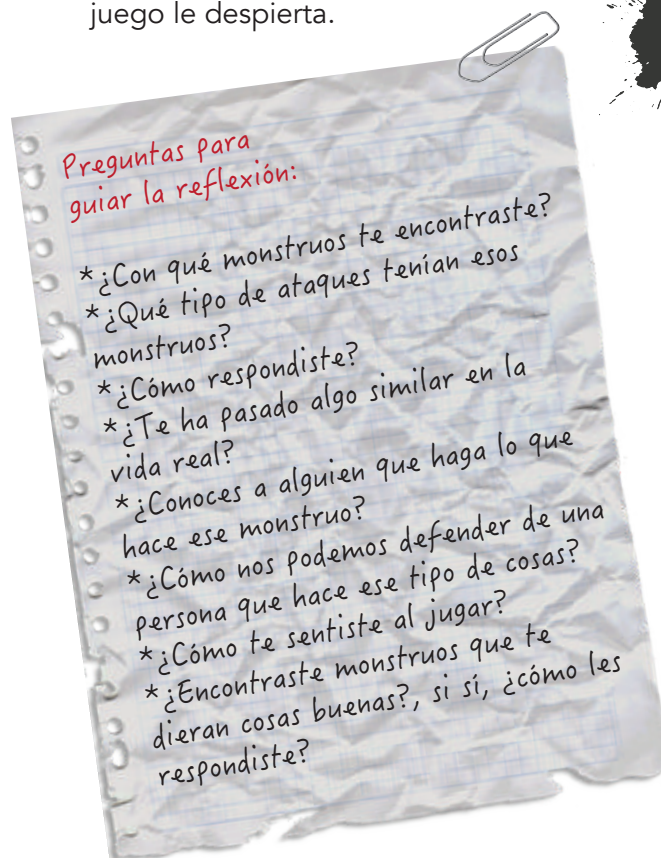 juego le despierta.
Preguntas para
guiar la reflexión:
*¿Con qué monstruos te encontraste?
*¿Qué tipo de ataques tenían esos
monstruos?
*¿Cómo respondiste?
*¿Te ha pasado algo similar en la
vida real?
*¿Conoces a alguien que haga lo que
hace ese monstruo?
*¿Cómo nos podemos defender de una
persona que hace ese tipo de cosas?
*¿Cómo te sentiste al jugar?
*¿Encontraste monstruos que te
dieran cosas buenas?, si sí, ¿cómo les
respondiste?